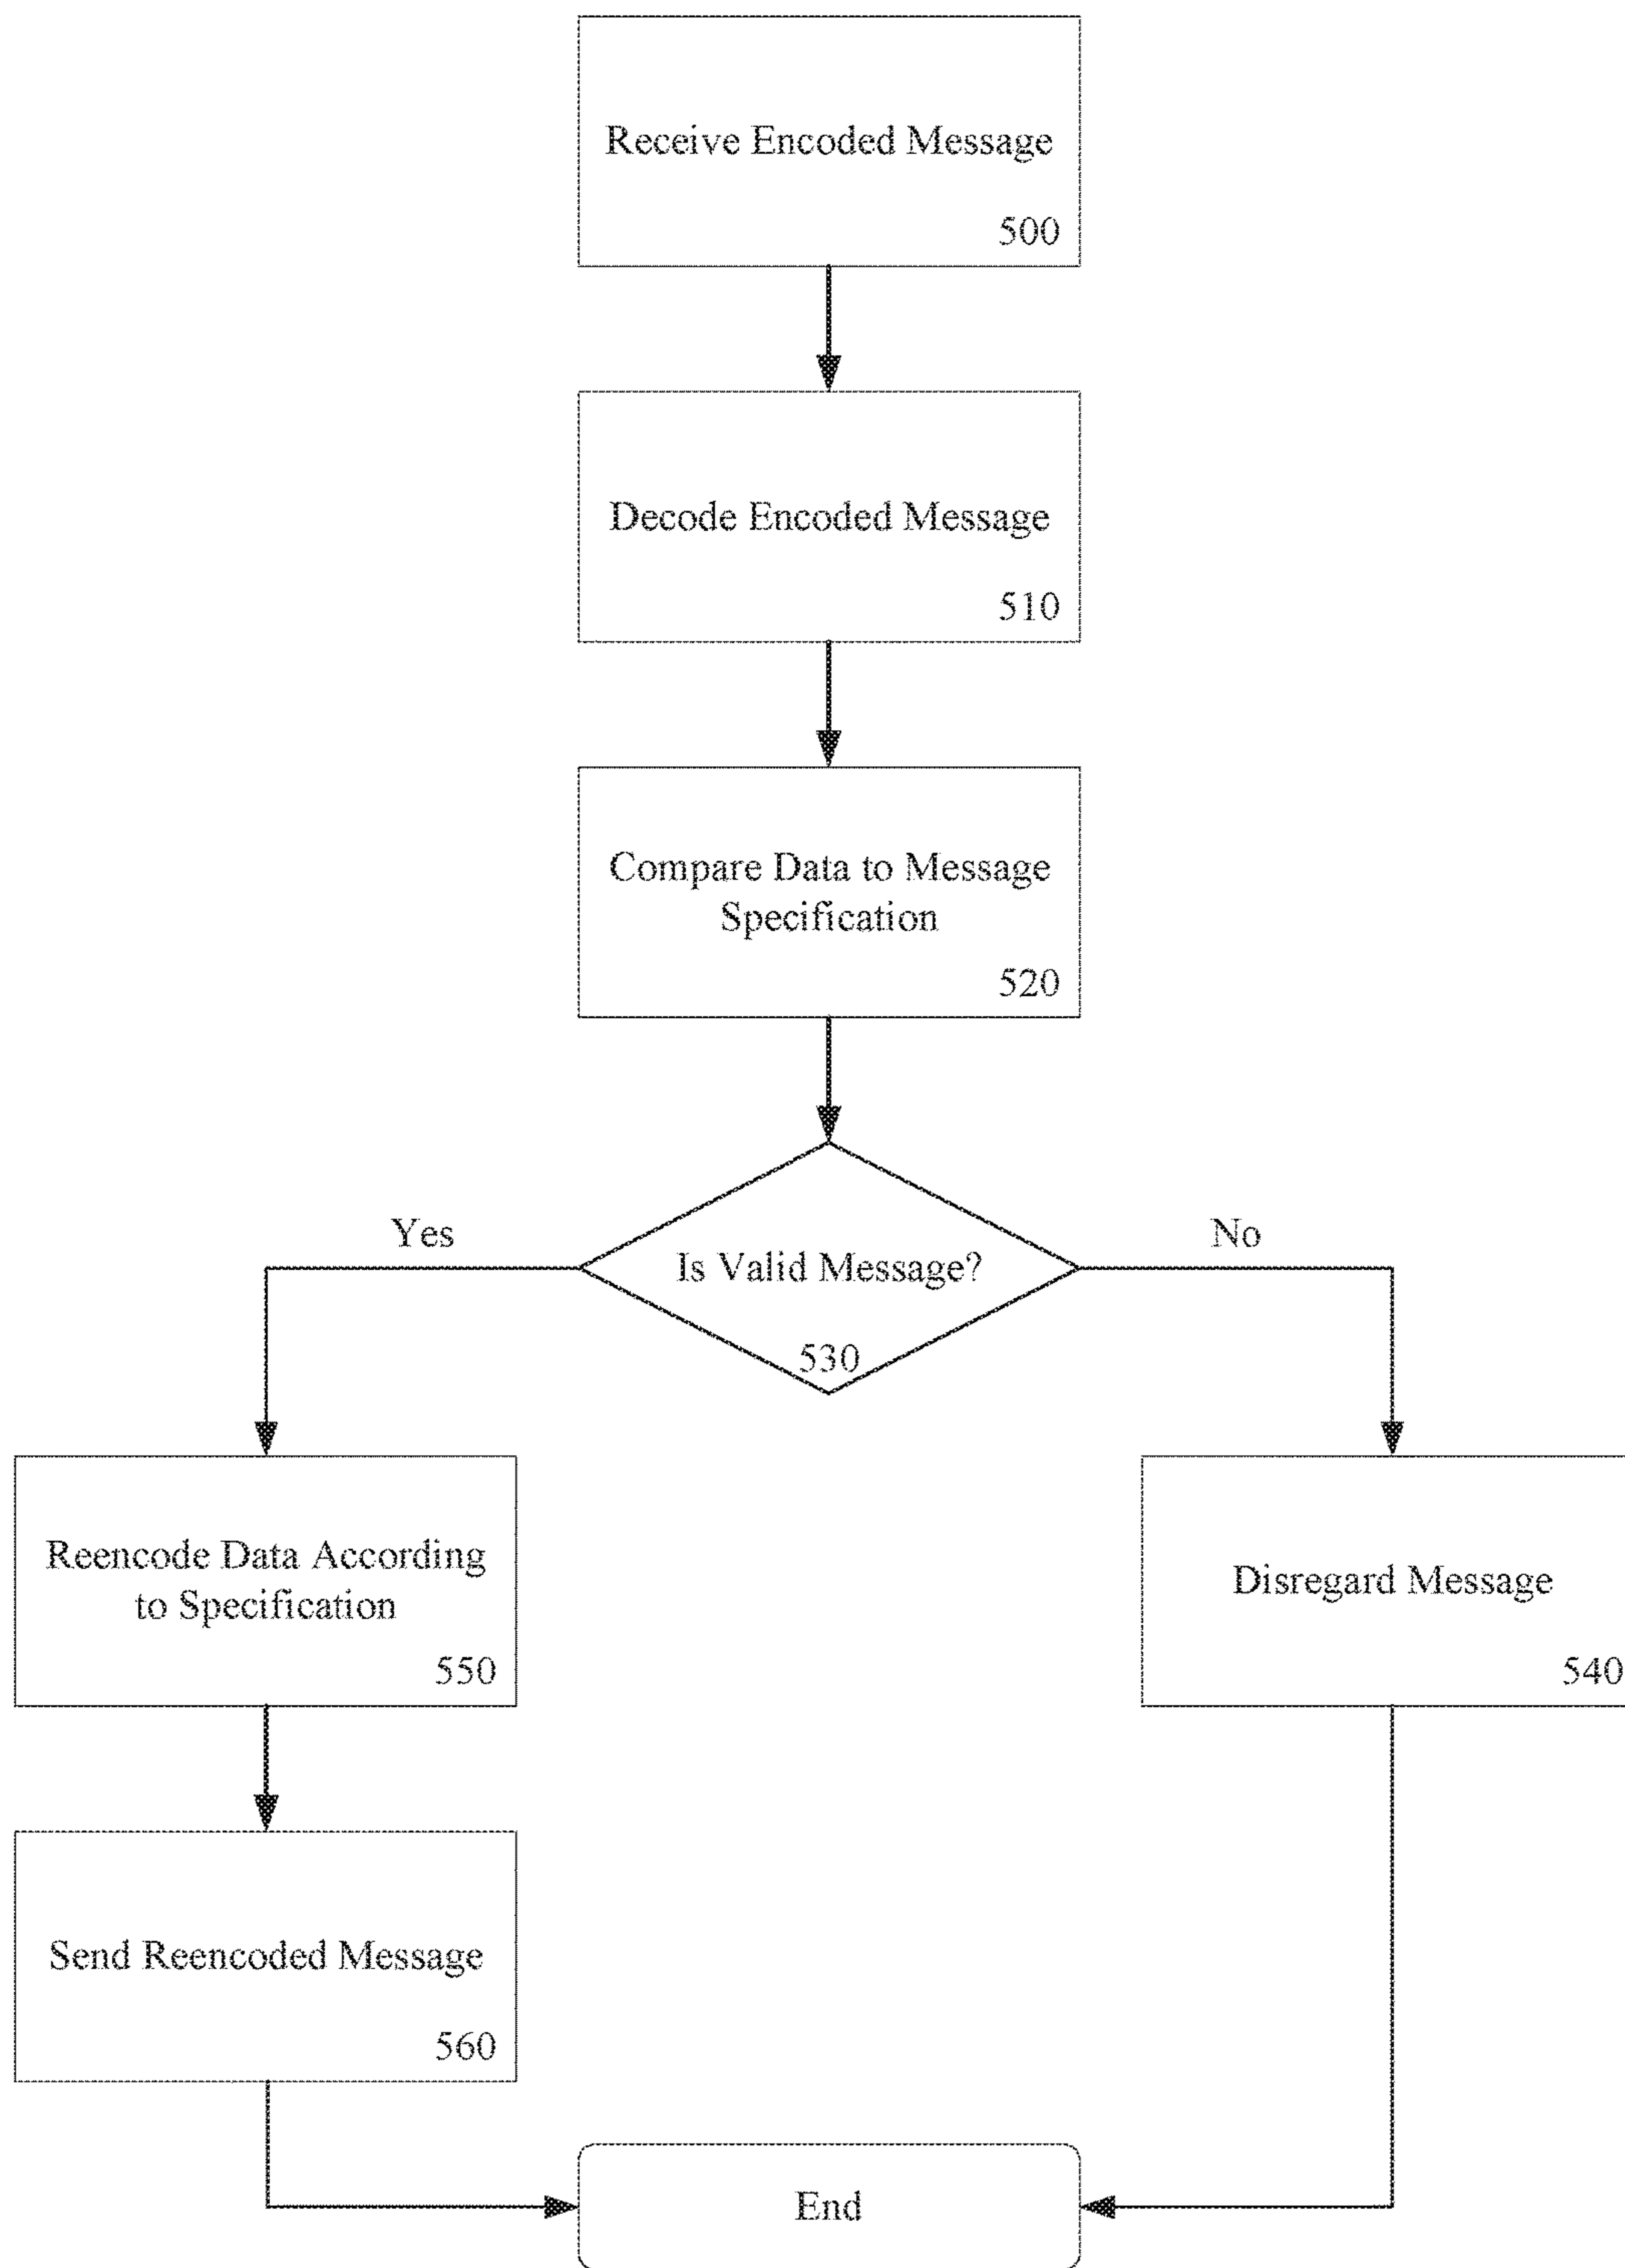 Receive Encoded Message
500
Decode Encoded Message
510
Compare Data to Message
Specification
520
Yes
No
Is Valid Message?
530
Reencode Data According
to Specification
550
Disregard Message
540
Send Reencoded Message
560
End